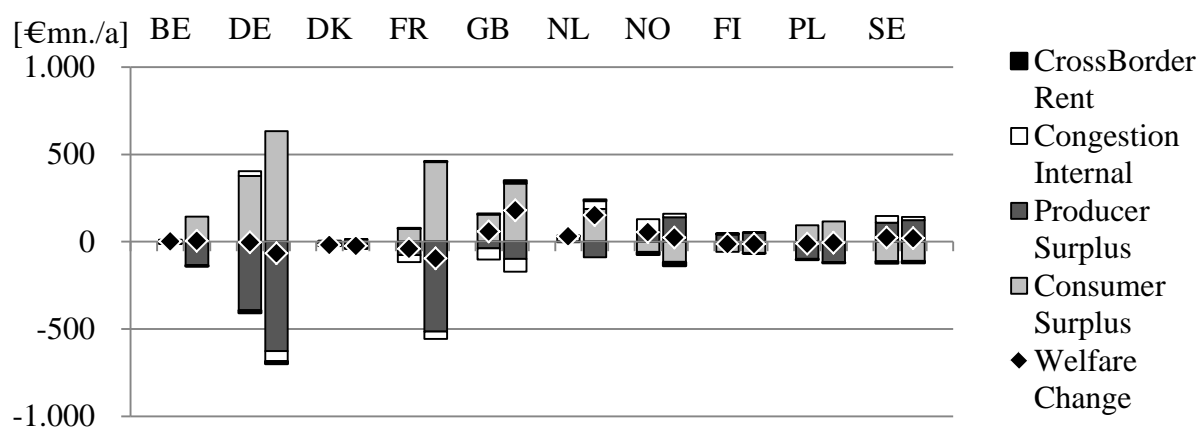 [€mn./a] BE DE DK FR GB NL NO FI PL SE
1.000
500
0
-500
-1.000
CrossBorder
Rent
Congestion
Internal
Producer
Surplus
Consumer
Surplus
Welfare
Change